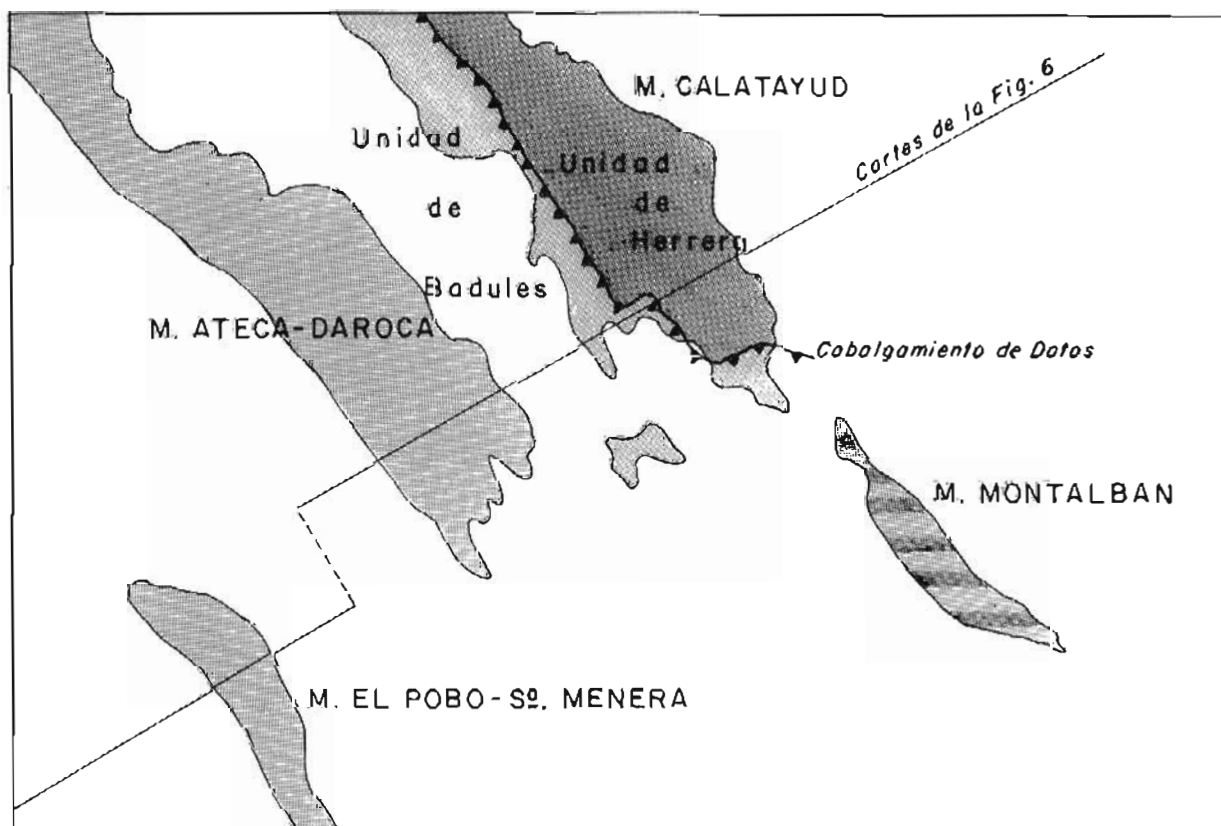 M. CALATAYUD
Cortes de la Fig. 6
Unidad
de
Badules
Unidad
de
Herrera
M. ATECA-DAROCA
Cabalgamiento de Datos
M. MONTALBAN
M. EL POBO-Sº. MENERA